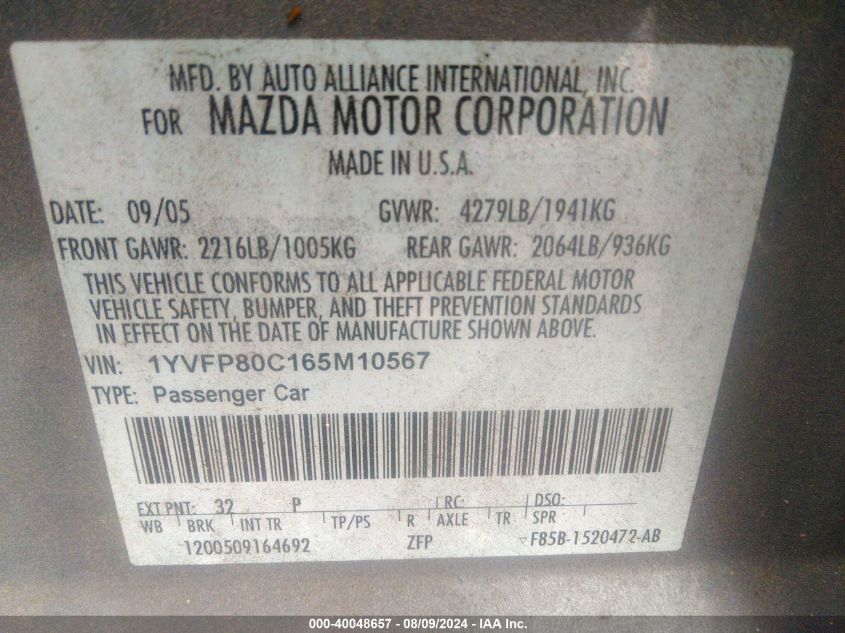 MFD. BY AUTO ALLIANCE INTERNATIONAL, INC.
FOR MAZDA MOTOR CORPORATION
MADE IN U.S.A.
DATE: 09/05 GVWR: 4279LB/1941KG
FRONT GAWR: 2216LB/1005KG REAR GAWR: 2064LB/936KG
THIS VEHICLE CONFORMS TO ALL APPLICABLE FEDERAL MOTOR
VEHICLE SAFETY, BUMPER, AND THEFT PREVENTION STANDARDS
IN EFFECT ON THE DATE OF MANUFACTURE SHOWN ABOVE.
VIN: 1YVFP80C165M10567
TYPE: Passenger Car
EXT PNT: 32 P RC: DSO:
WB BRK INT TR TP/PS R AXLE TR SPR
1200509164692 ZFP F85B-1520472-AB
000-40048657 - 08/09/2024 - IAA Inc.